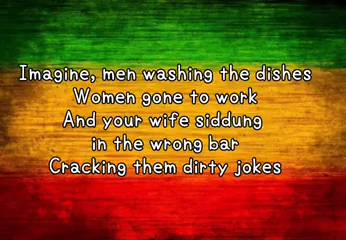 Imagine, men washing the dishes
Women gone to work
And your wife siddung
in the wrong bar
Cracking them dirty jokes